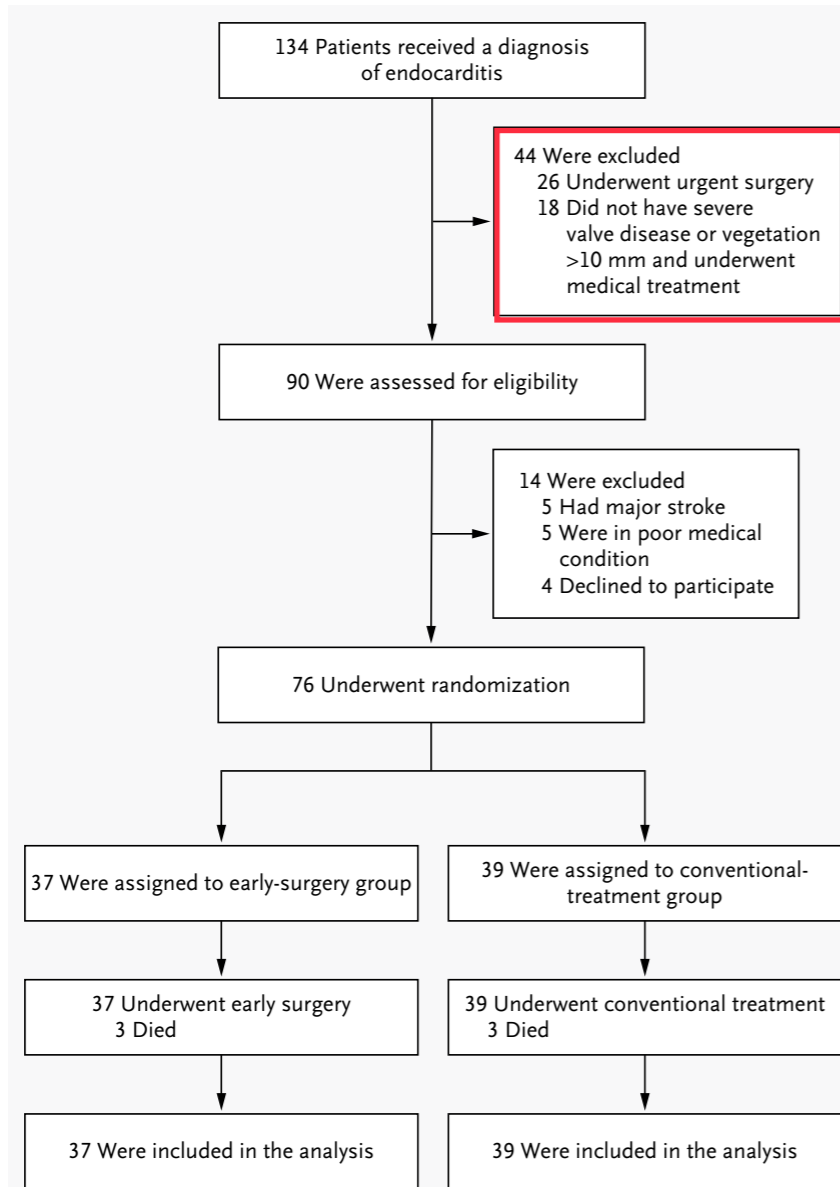 134 Patients received a diagnosis
of endocarditis
44 Were excluded
26 Underwent urgent surgery
18 Did not have severe
valve disease or vegetation
>10 mm and underwent
medical treatment
90 Were assessed for eligibility
14 Were excluded
5 Had major stroke
5 Were in poor medical
condition
4 Declined to participate
76 Underwent randomization
37 Were assigned to early-surgery group
39 Were assigned to conventional-
treatment group
37 Underwent early surgery
3 Died
39 Underwent conventional treatment
3 Died
37 Were included in the analysis
39 Were included in the analysis